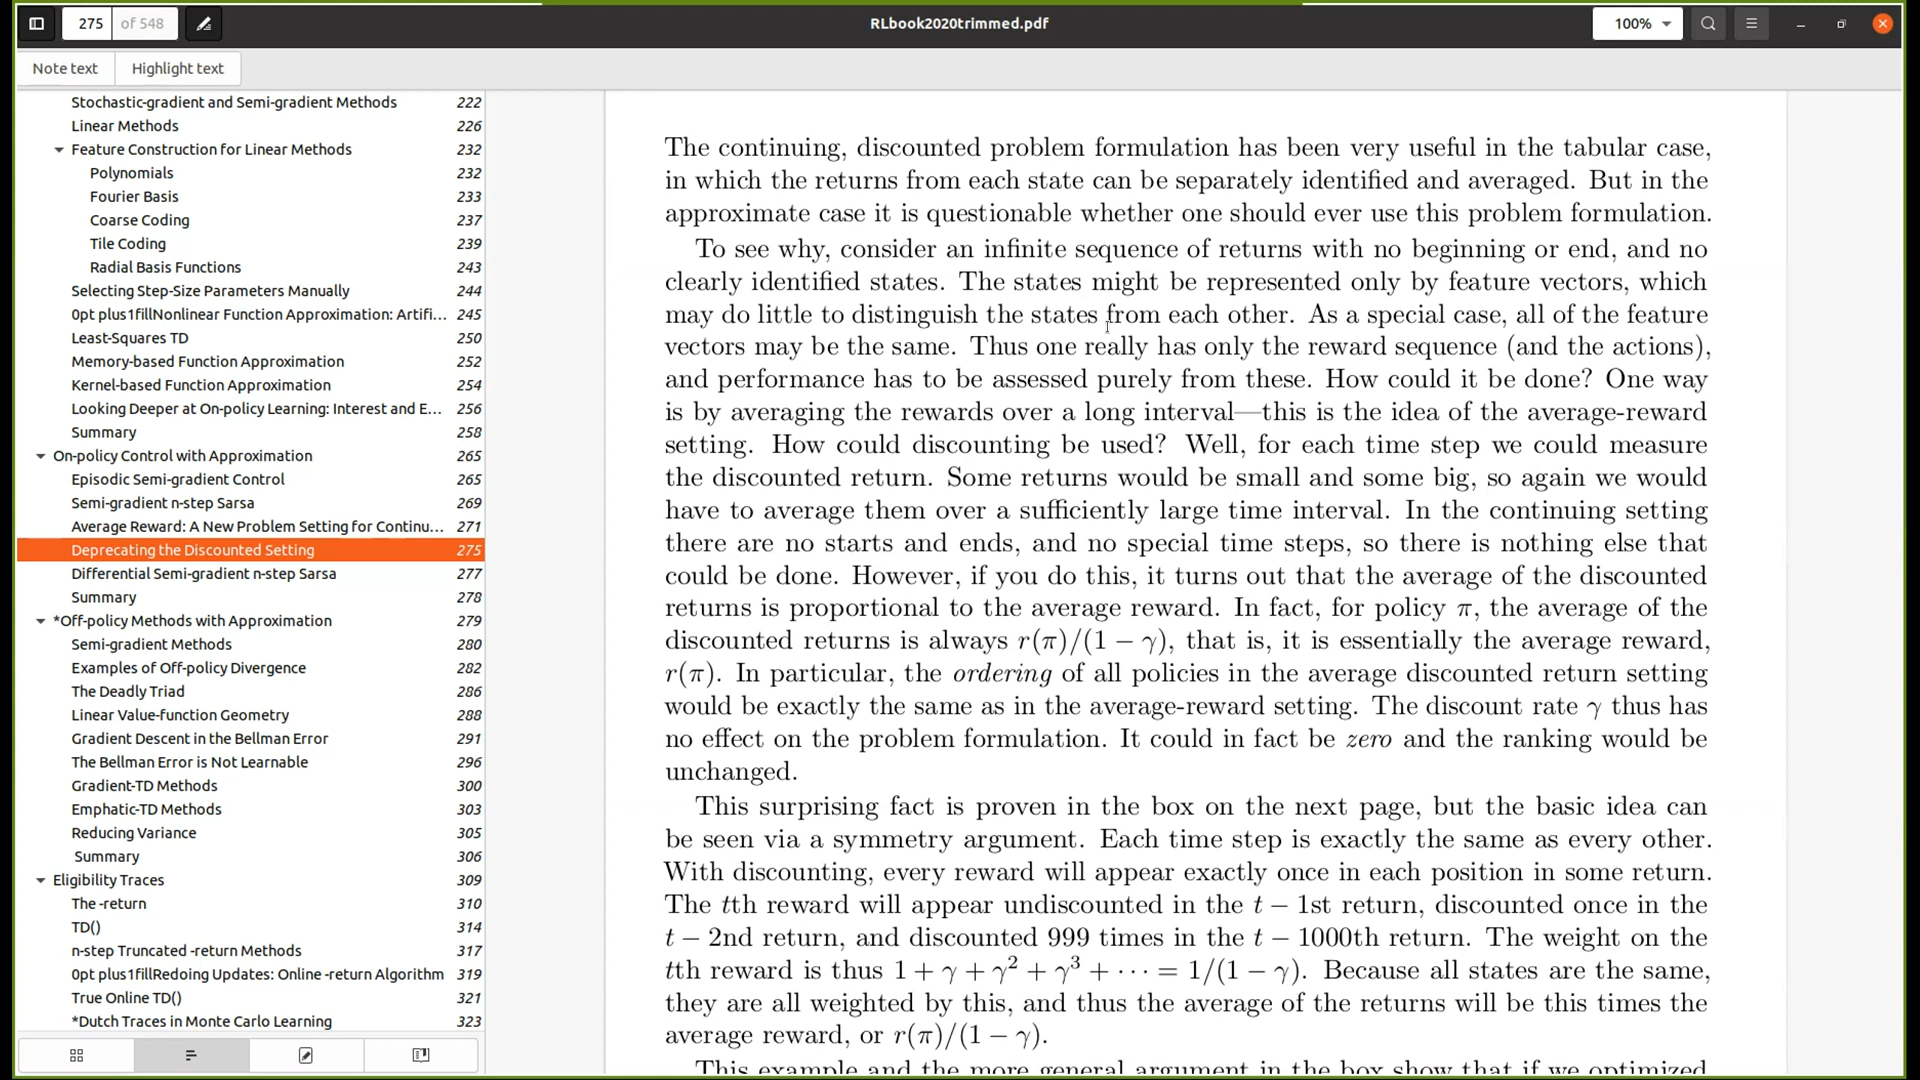 275 of 548
RLbook2020trimmed.pdf
100%
Note text
Highlight text
Stochastic-gradient and Semi-gradient Methods 222
Linear Methods 226
Feature Construction for Linear Methods 232
Polynomials 232
Fourier Basis 233
Coarse Coding 237
Tile Coding 239
Radial Basis Functions 243
Selecting Step-Size Parameters Manually 244
0pt plus1fillNonlinear Function Approximation: Artifi... 245
Least-Squares TD 250
Memory-based Function Approximation 252
Kernel-based Function Approximation 254
Looking Deeper at On-policy Learning: Interest and E... 256
Summary 258
On-policy Control with Approximation 265
Episodic Semi-gradient Control 265
Semi-gradient n-step Sarsa 269
Average Reward: A New Problem Setting for Continu... 271
Deprecating the Discounted Setting 275
Differential Semi-gradient n-step Sarsa 277
Summary 278
*Off-policy Methods with Approximation 279
Semi-gradient Methods 280
Examples of Off-policy Divergence 282
The Deadly Triad 286
Linear Value-function Geometry 288
Gradient Descent in the Bellman Error 291
The Bellman Error is Not Learnable 296
Gradient-TD Methods 300
Emphatic-TD Methods 303
Reducing Variance 305
Summary 306
Eligibility Traces 309
The -return 310
TD() 314
n-step Truncated -return Methods 317
0pt plus1fillRedoing Updates: Online -return Algorithm 319
True Online TD() 321
*Dutch Traces in Monte Carlo Learning 323
The continuing, discounted problem formulation has been very useful in the tabular case,
in which the returns from each state can be separately identified and averaged. But in the
approximate case it is questionable whether one should ever use this problem formulation.
To see why, consider an infinite sequence of returns with no beginning or end, and no
clearly identified states. The states might be represented only by feature vectors, which
may do little to distinguish the states from each other. As a special case, all of the feature
vectors may be the same. Thus one really has only the reward sequence (and the actions),
and performance has to be assessed purely from these. How could it be done? One way
is by averaging the rewards over a long interval—this is the idea of the average-reward
setting. How could discounting be used? Well, for each time step we could measure
the discounted return. Some returns would be small and some big, so again we would
have to average them over a sufficiently large time interval. In the continuing setting
there are no starts and ends, and no special time steps, so there is nothing else that
could be done. However, if you do this, it turns out that the average of the discounted
returns is proportional to the average reward. In fact, for policy π, the average of the
discounted returns is always r(π)/(1 − γ), that is, it is essentially the average reward,
r(π). In particular, the ordering of all policies in the average discounted return setting
would be exactly the same as in the average-reward setting. The discount rate γ thus has
no effect on the problem formulation. It could in fact be zero and the ranking would be
unchanged.
This surprising fact is proven in the box on the next page, but the basic idea can
be seen via a symmetry argument. Each time step is exactly the same as every other.
With discounting, every reward will appear exactly once in each position in some return.
The tth reward will appear undiscounted in the t − 1st return, discounted once in the
t − 2nd return, and discounted 999 times in the t − 1000th return. The weight on the
tth reward is thus 1 + γ + γ² + γ³ + ⋯ = 1/(1 − γ). Because all states are the same,
they are all weighted by this, and thus the average of the returns will be this times the
average reward, or r(π)/(1 − γ).
This example and the more general argument in the box show that if we optimized